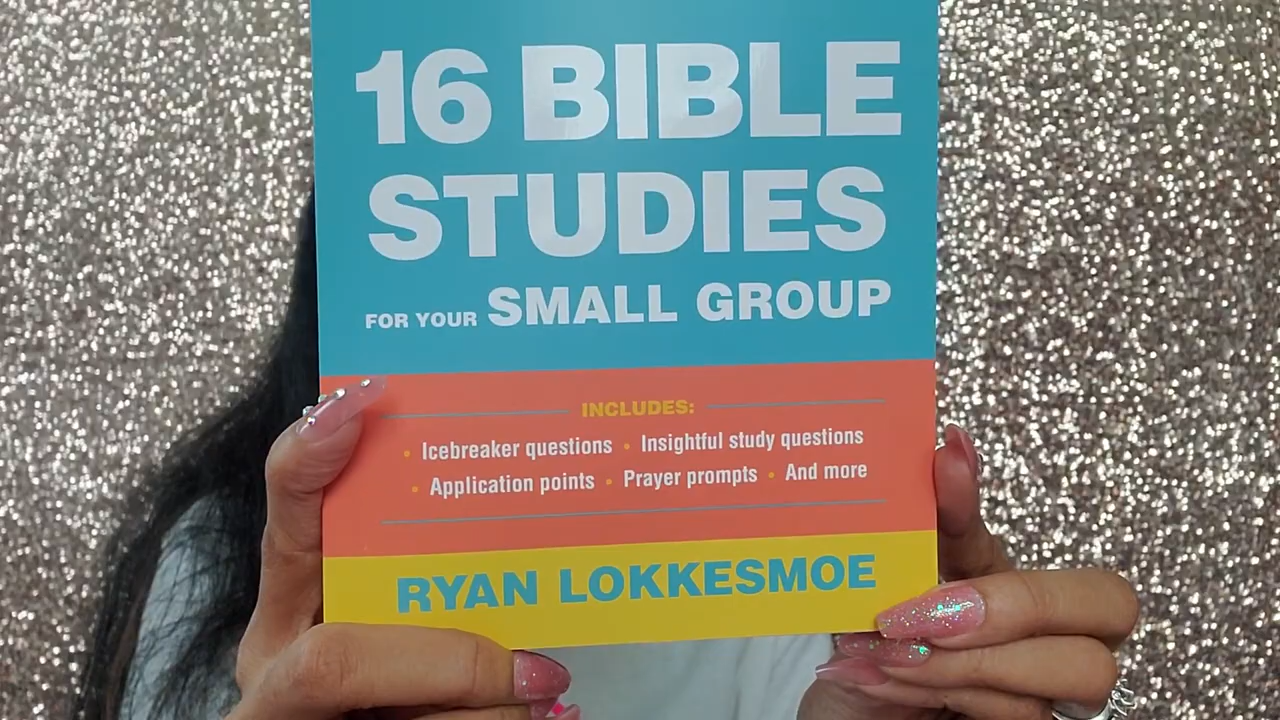 16 BIBLE
STUDIES
FOR YOUR SMALL GROUP
INCLUDES:
• Icebreaker questions • Insightful study questions
• Application points • Prayer prompts • And more
RYAN LOKKESMOE